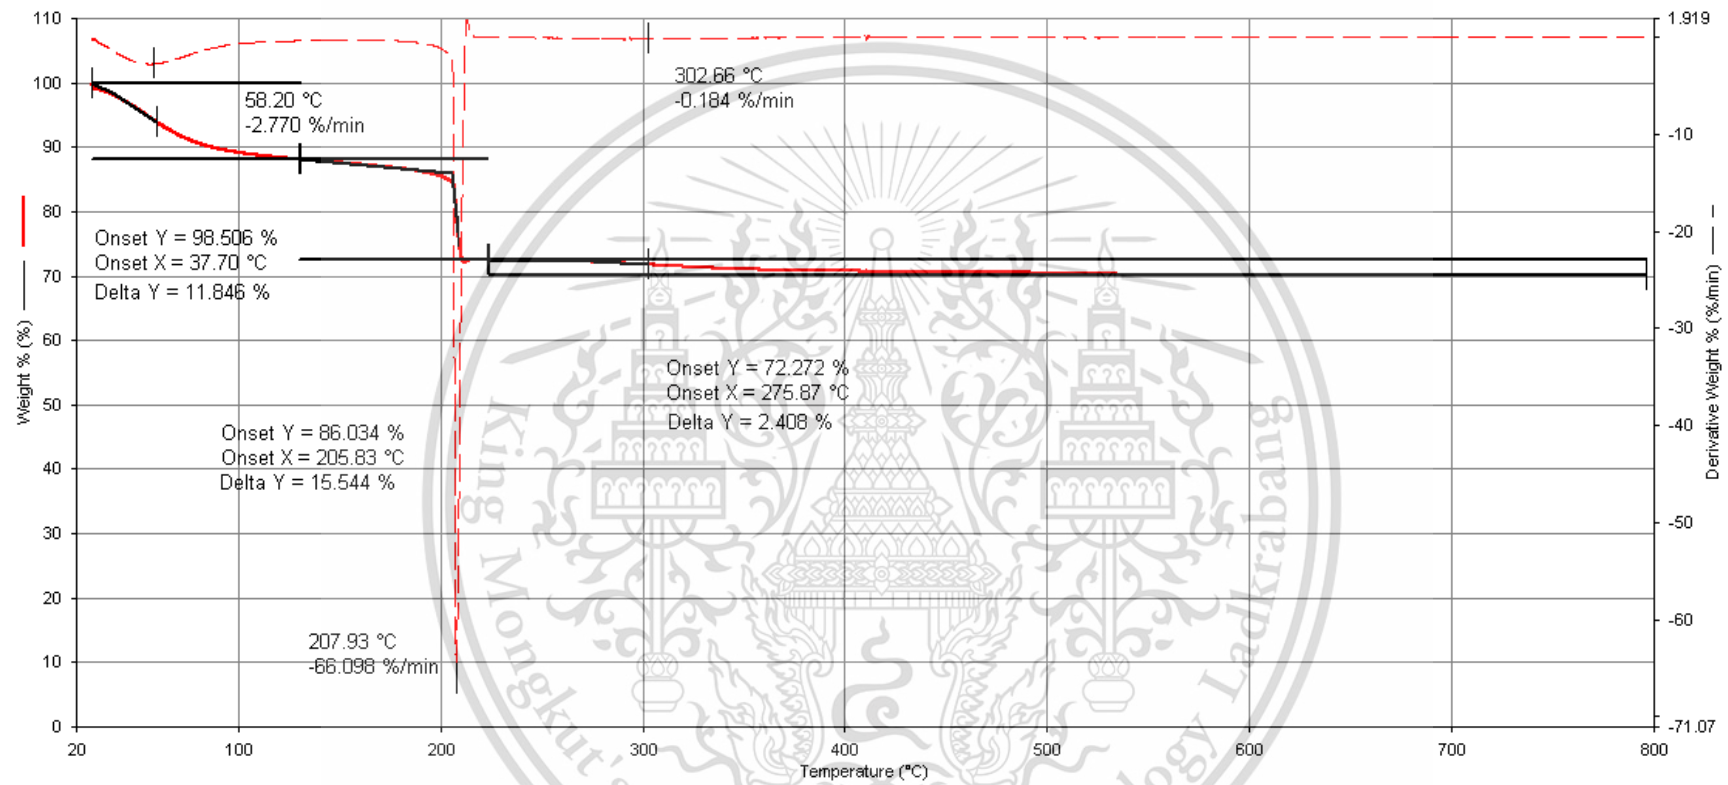 110
100
90
80
70
60
50
40
30
20
10
0
Weight % (%)
1.919
-10
-20
-30
-40
-50
-60
-71.07
Derivative Weight % (%/min)
58.20 °C
-2.770 %/min
302.66 °C
-0.184 %/min
Onset Y = 98.506 %
Onset X = 37.70 °C
Delta Y = 11.846 %
Onset Y = 72.272 %
Onset X = 275.87 °C
Delta Y = 2.408 %
Onset Y = 86.034 %
Onset X = 205.83 °C
Delta Y = 15.544 %
207.93 °C
-66.098 %/min
20 100 200 300 400 500 600 700 800
Temperature (°C)
King Mongkut's
Ladkrabang